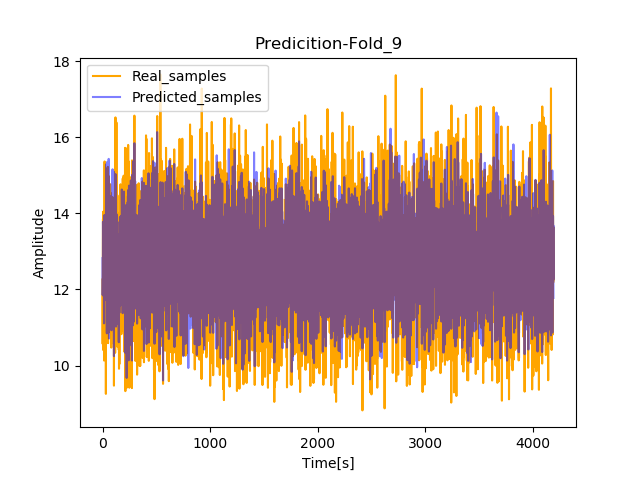 Predicition-Fold_9
Real_samples
Predicted_samples
18
16
14
12
10
Amplitude
0
1000
2000
3000
4000
Time[s]